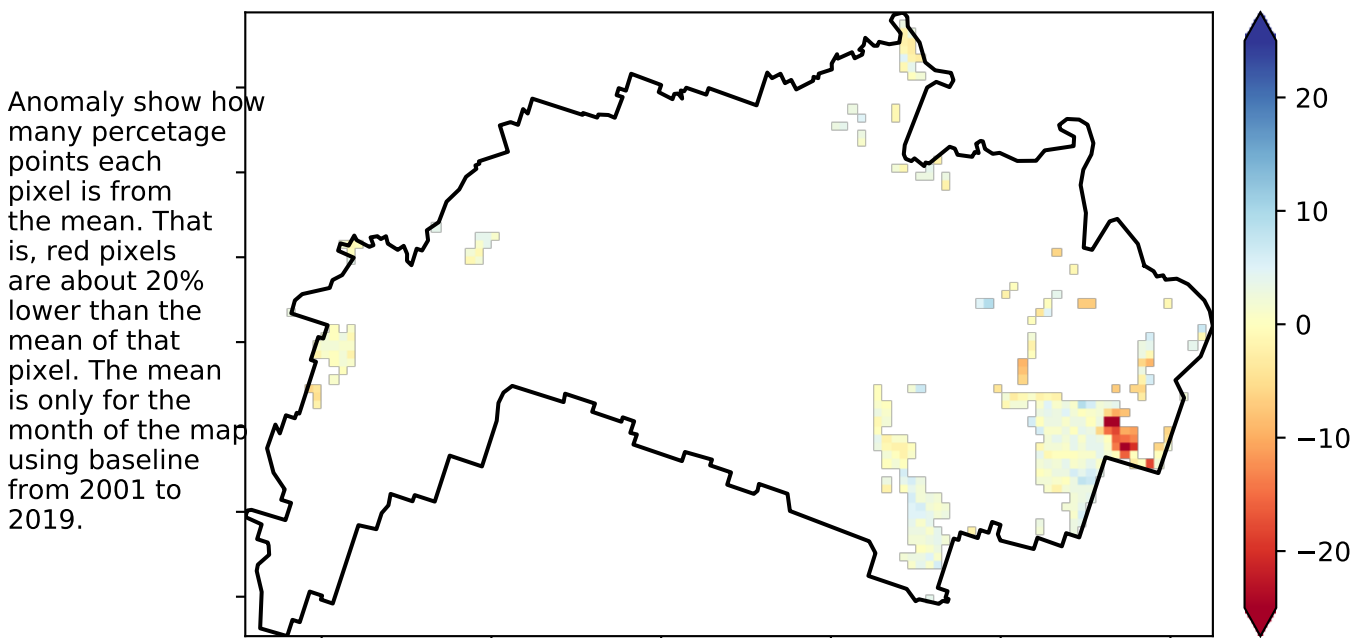 Anomaly show how
many percetage
points each
pixel is from
the mean. That
is, red pixels
are about 20%
lower than the
mean of that
pixel. The mean
is only for the
month of the map
using baseline
from 2001 to
2019.
20
10
0
−10
−20